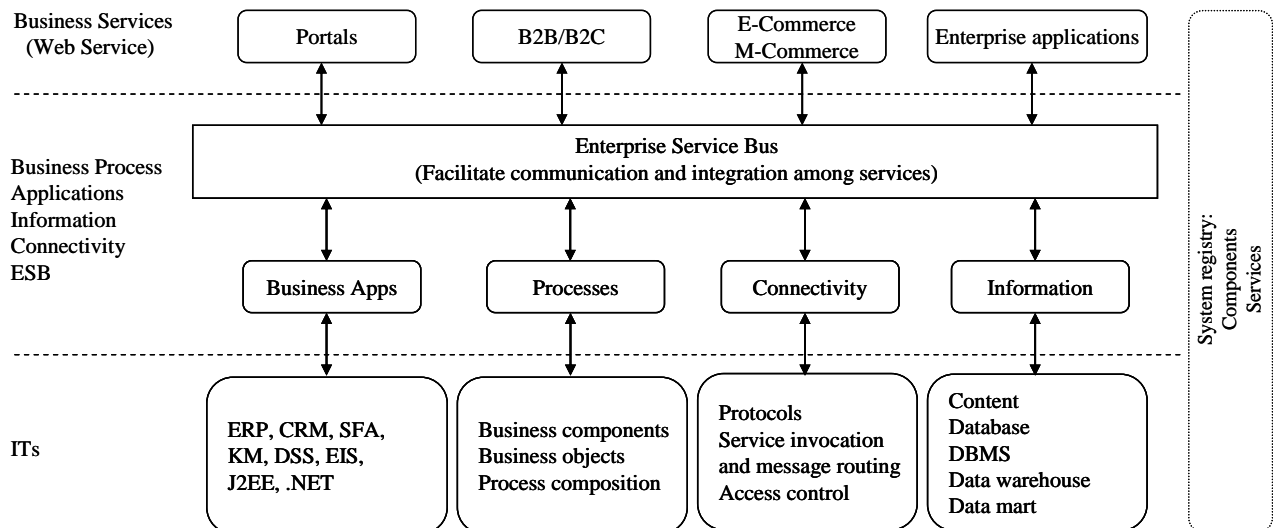 Business Services
(Web Service)
Portals
B2B/B2C
E-Commerce
M-Commerce
Enterprise applications
Business Process
Applications
Information
Connectivity
ESB
Enterprise Service Bus
(Facilitate communication and integration among services)
Business Apps
Processes
Connectivity
Information
ITs
ERP, CRM, SFA,
KM, DSS, EIS,
J2EE, .NET
Business components
Business objects
Process composition
Protocols
Service invocation
and message routing
Access control
Content
Database
DBMS
Data warehouse
Data mart
System registry:
Components
Services